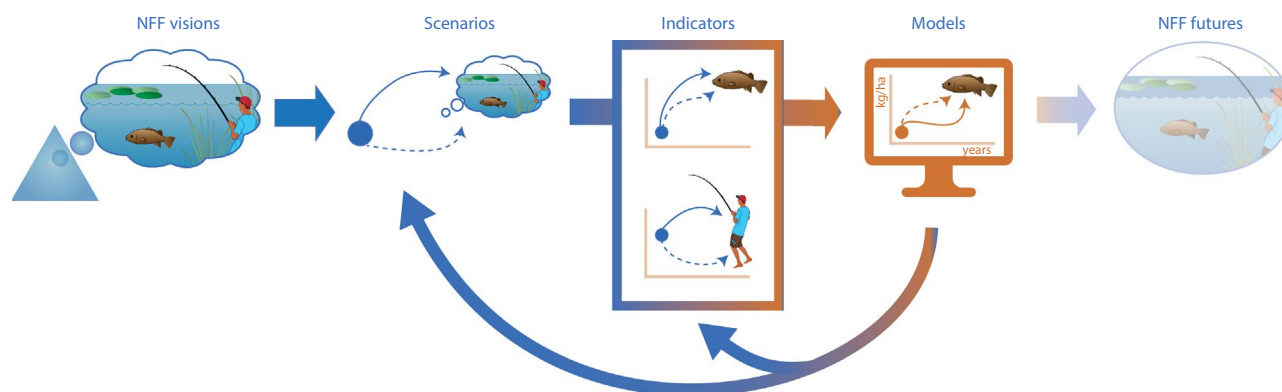 NFF visions
Scenarios
Indicators
Models
NFF futures
kg/ha
years